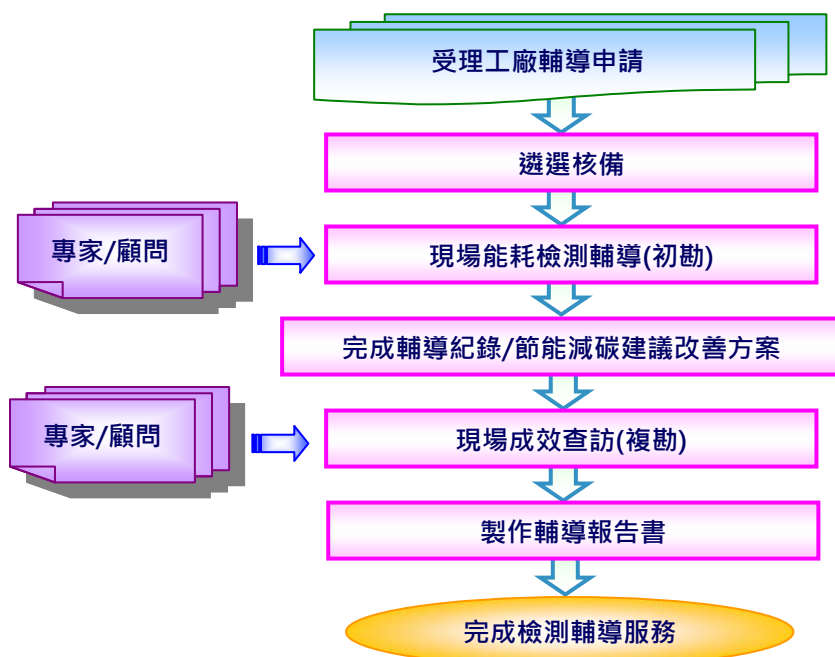 受理工廠輔導申請
遴選核備
專家/顧問
現場能耗檢測輔導(初勘)
完成輔導紀錄/節能減碳建議改善方案
專家/顧問
現場成效查訪(複勘)
製作輔導報告書
完成檢測輔導服務